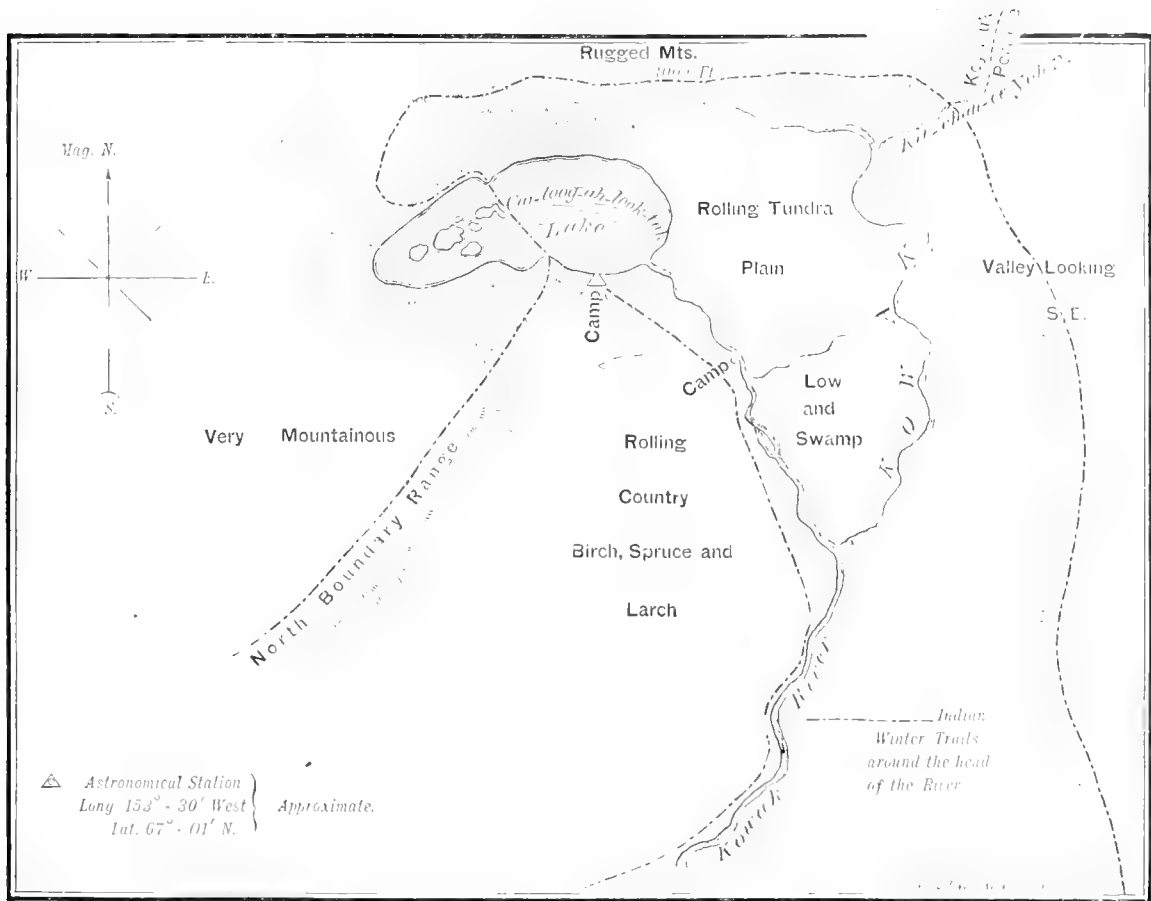 Rugged Mts.
Mag. N.
W
E.
S.
Lake
Rolling Tundra
Plain
Valley Looking
S. E.
Camp
Camp
Low
and
Swamp
KOWAK
Very Mountainous
North Boundary Range
Rolling
Country
Birch, Spruce and
Larch
Kowak River
Indian
Winter Trails
around the head
of the River
Astronomical Station
Long 153° - 30' West
Lat. 67° - 01' N.
Approximate.